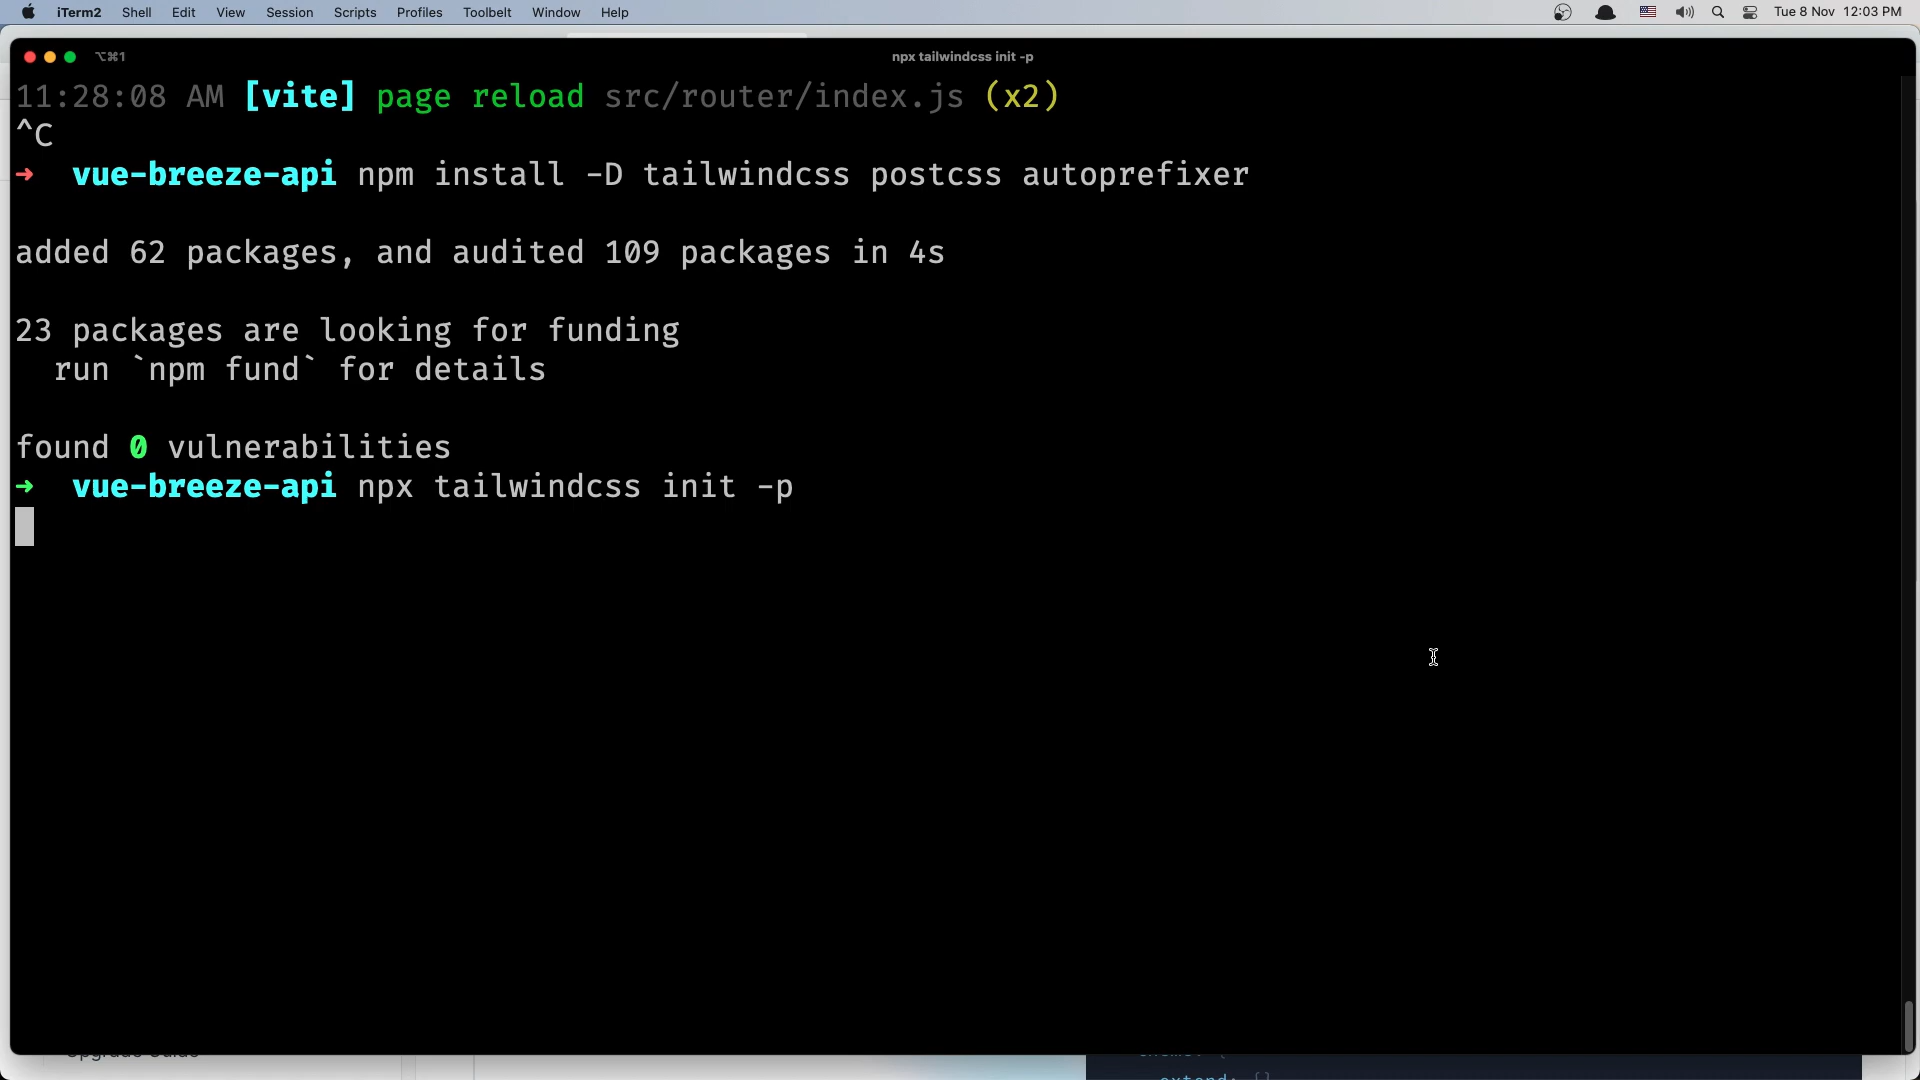 iTerm2 Shell Edit View Session Scripts Profiles Toolbelt Window Help Tue 8 Nov 12:03 PM
⌥⌘1 npx tailwindcss init -p
11:28:08 AM [vite] page reload src/router/index.js (x2)
^C
➜ vue-breeze-api npm install -D tailwindcss postcss autoprefixer
added 62 packages, and audited 109 packages in 4s
23 packages are looking for funding
run `npm fund` for details
found 0 vulnerabilities
➜ vue-breeze-api npx tailwindcss init -p